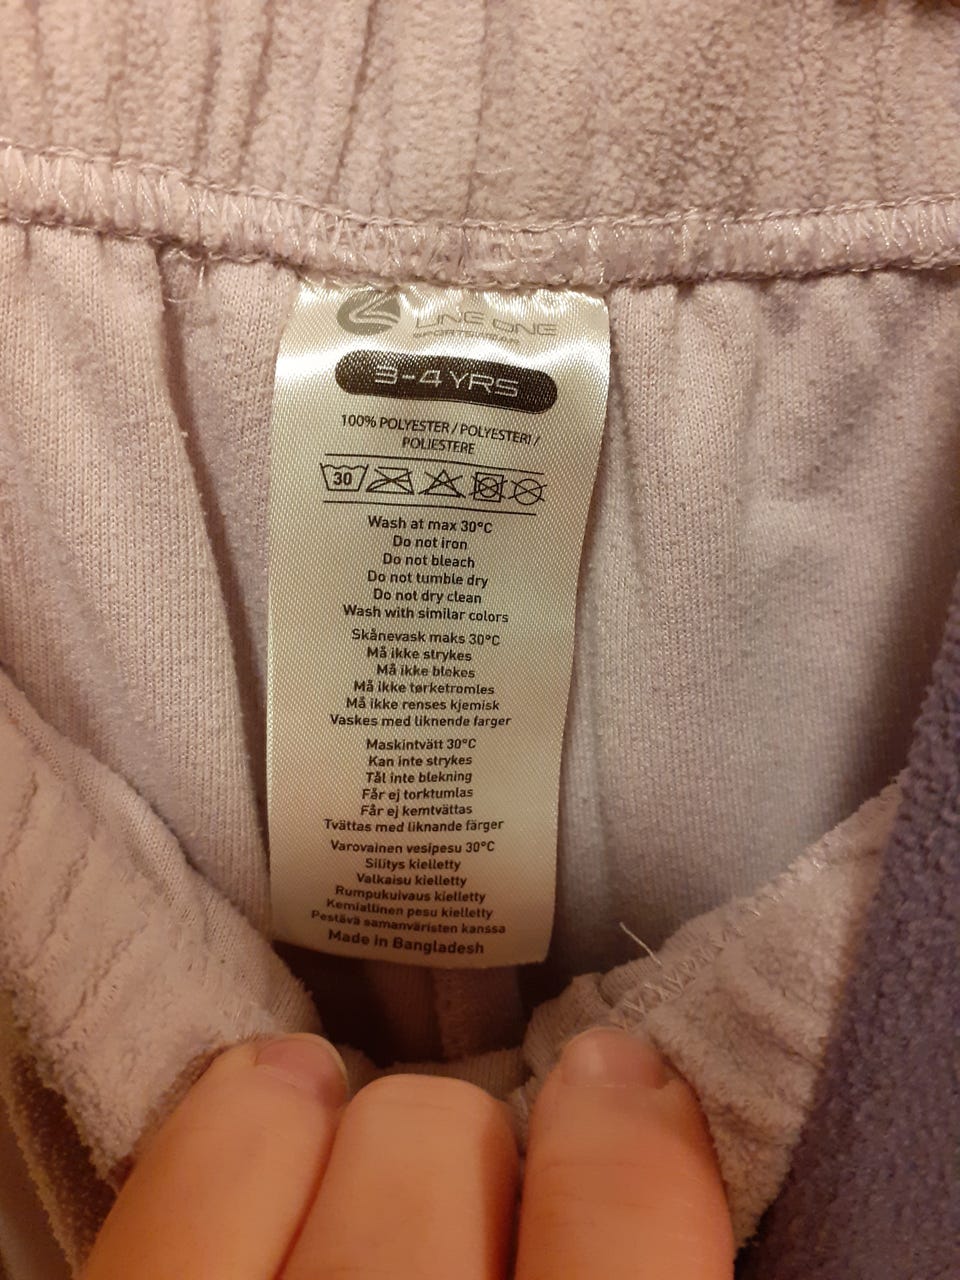 LINE ONE
SPORTSWEAR
3-4 YRS
100% POLYESTER / POLYESTERI /
POLIESTERE
30
Wash at max 30°C
Do not iron
Do not bleach
Do not tumble dry
Do not dry clean
Wash with similar colors
Skånevask maks 30°C
Må ikke strykes
Må ikke blekes
Må ikke tørketromles
Må ikke renses kjemisk
Vaskes med liknende farger
Maskintvätt 30°C
Kan inte strykes
Tål inte blekning
Får ej torktumlas
Får ej kemtvättas
Tvättas med liknande färger
Varovainen vesipesu 30°C
Silitys kielletty
Valkaisu kielletty
Rumpukuivaus kielletty
Kemiallinen pesu kielletty
Pestävä samanväristen kanssa
Made in Bangladesh